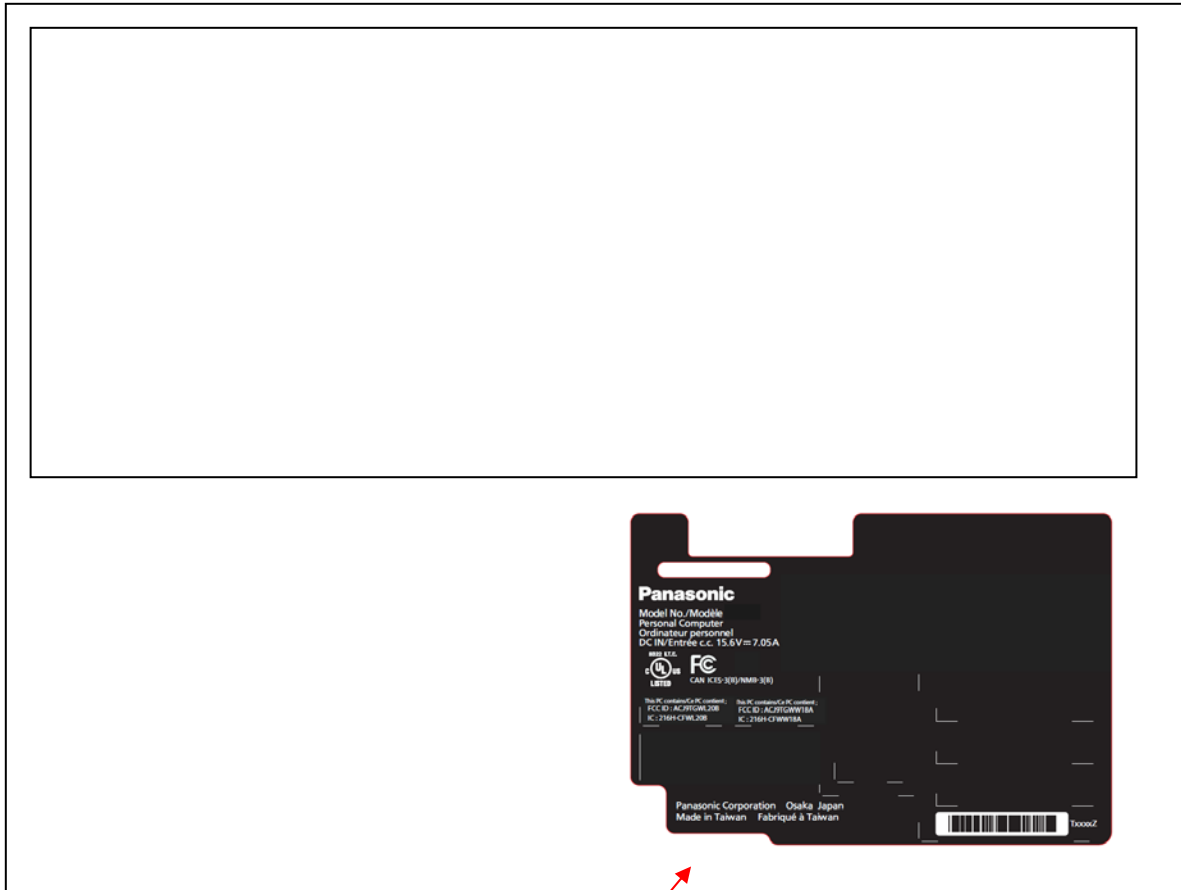 Panasonic
Model No./Modèle
Personal Computer
Ordinateur personnel
DC IN/Entrée c.c. 15.6V⎓7.05A
C UL US
LISTED
FC
CAN ICES-3(B)/NMB-3(B)
This PC contains/Ce PC contient ;
FCC ID : ACJ9TGWL20B
IC : 216H-CFWL20B
This PC contains/Ce PC contient ;
FCC ID : ACJ9TGWW18A
IC : 216H-CFWW18A
Panasonic Corporation Osaka Japan
Made in Taiwan Fabriqué à Taiwan
TxxxxZ